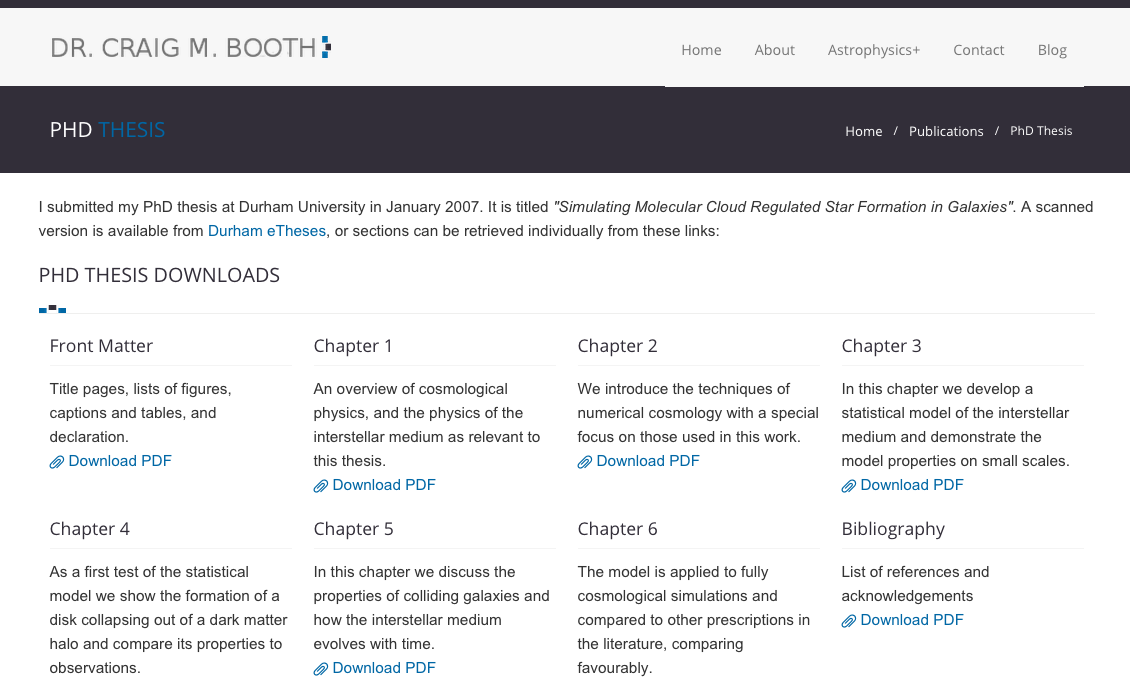 DR. CRAIG M. BOOTH
Home About Astrophysics+ Contact Blog
PHD THESIS
Home / Publications / PhD Thesis
I submitted my PhD thesis at Durham University in January 2007. It is titled "Simulating Molecular Cloud Regulated Star Formation in Galaxies". A scanned
version is available from Durham eTheses, or sections can be retrieved individually from these links:
PHD THESIS DOWNLOADS
Front Matter
Title pages, lists of figures,
captions and tables, and
declaration.
Download PDF
Chapter 1
An overview of cosmological
physics, and the physics of the
interstellar medium as relevant to
this thesis.
Download PDF
Chapter 2
We introduce the techniques of
numerical cosmology with a special
focus on those used in this work.
Download PDF
Chapter 3
In this chapter we develop a
statistical model of the interstellar
medium and demonstrate the
model properties on small scales.
Download PDF
Chapter 4
As a first test of the statistical
model we show the formation of a
disk collapsing out of a dark matter
halo and compare its properties to
observations.
Chapter 5
In this chapter we discuss the
properties of colliding galaxies and
how the interstellar medium
evolves with time.
Download PDF
Chapter 6
The model is applied to fully
cosmological simulations and
compared to other prescriptions in
the literature, comparing
favourably.
Bibliography
List of references and
acknowledgements
Download PDF